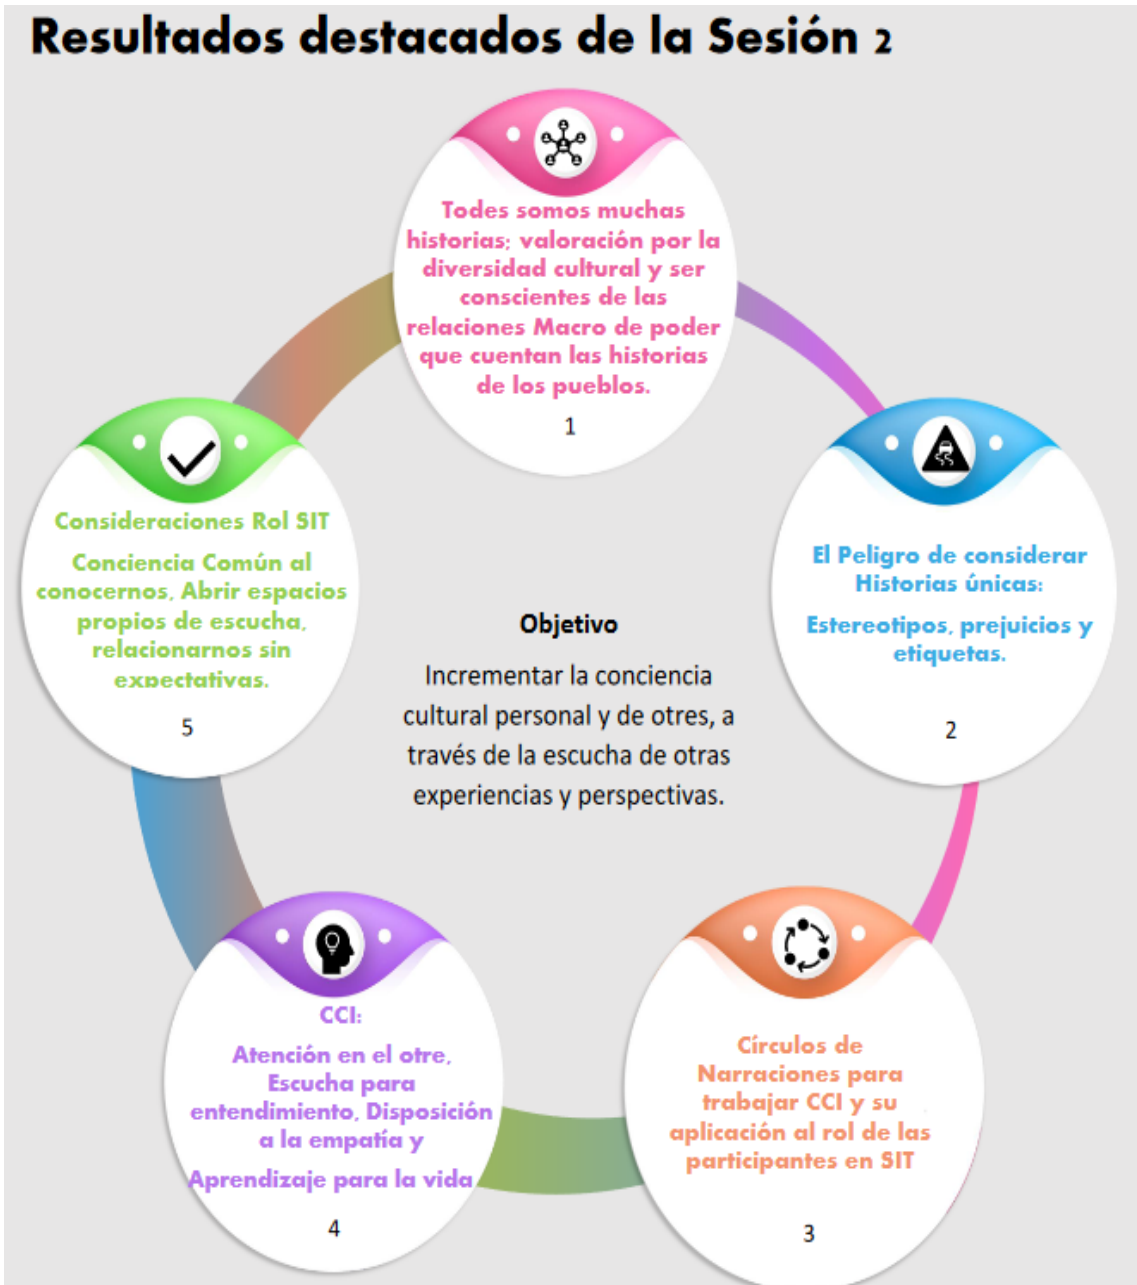 Resultados destacados de la Sesión 2
Todes somos muchas
historias; valoración por la
diversidad cultural y ser
conscientes de las
relaciones Macro de poder
que cuentan las historias
de los pueblos.
1
El Peligro de considerar
Historias únicas:
Estereotipos, prejuicios y
etiquetas.
2
Círculos de
Narraciones para
trabajar CCI y su
aplicación al rol de las
participantes en SIT
3
CCI:
Atención en el otre,
Escucha para
entendimiento, Disposición
a la empatía y
Aprendizaje para la vida
4
Consideraciones Rol SIT
Conciencia Común al
conocernos, Abrir espacios
propios de escucha,
relacionarnos sin
expectativas.
5
Objetivo
Incrementar la conciencia
cultural personal y de otres, a
través de la escucha de otras
experiencias y perspectivas.